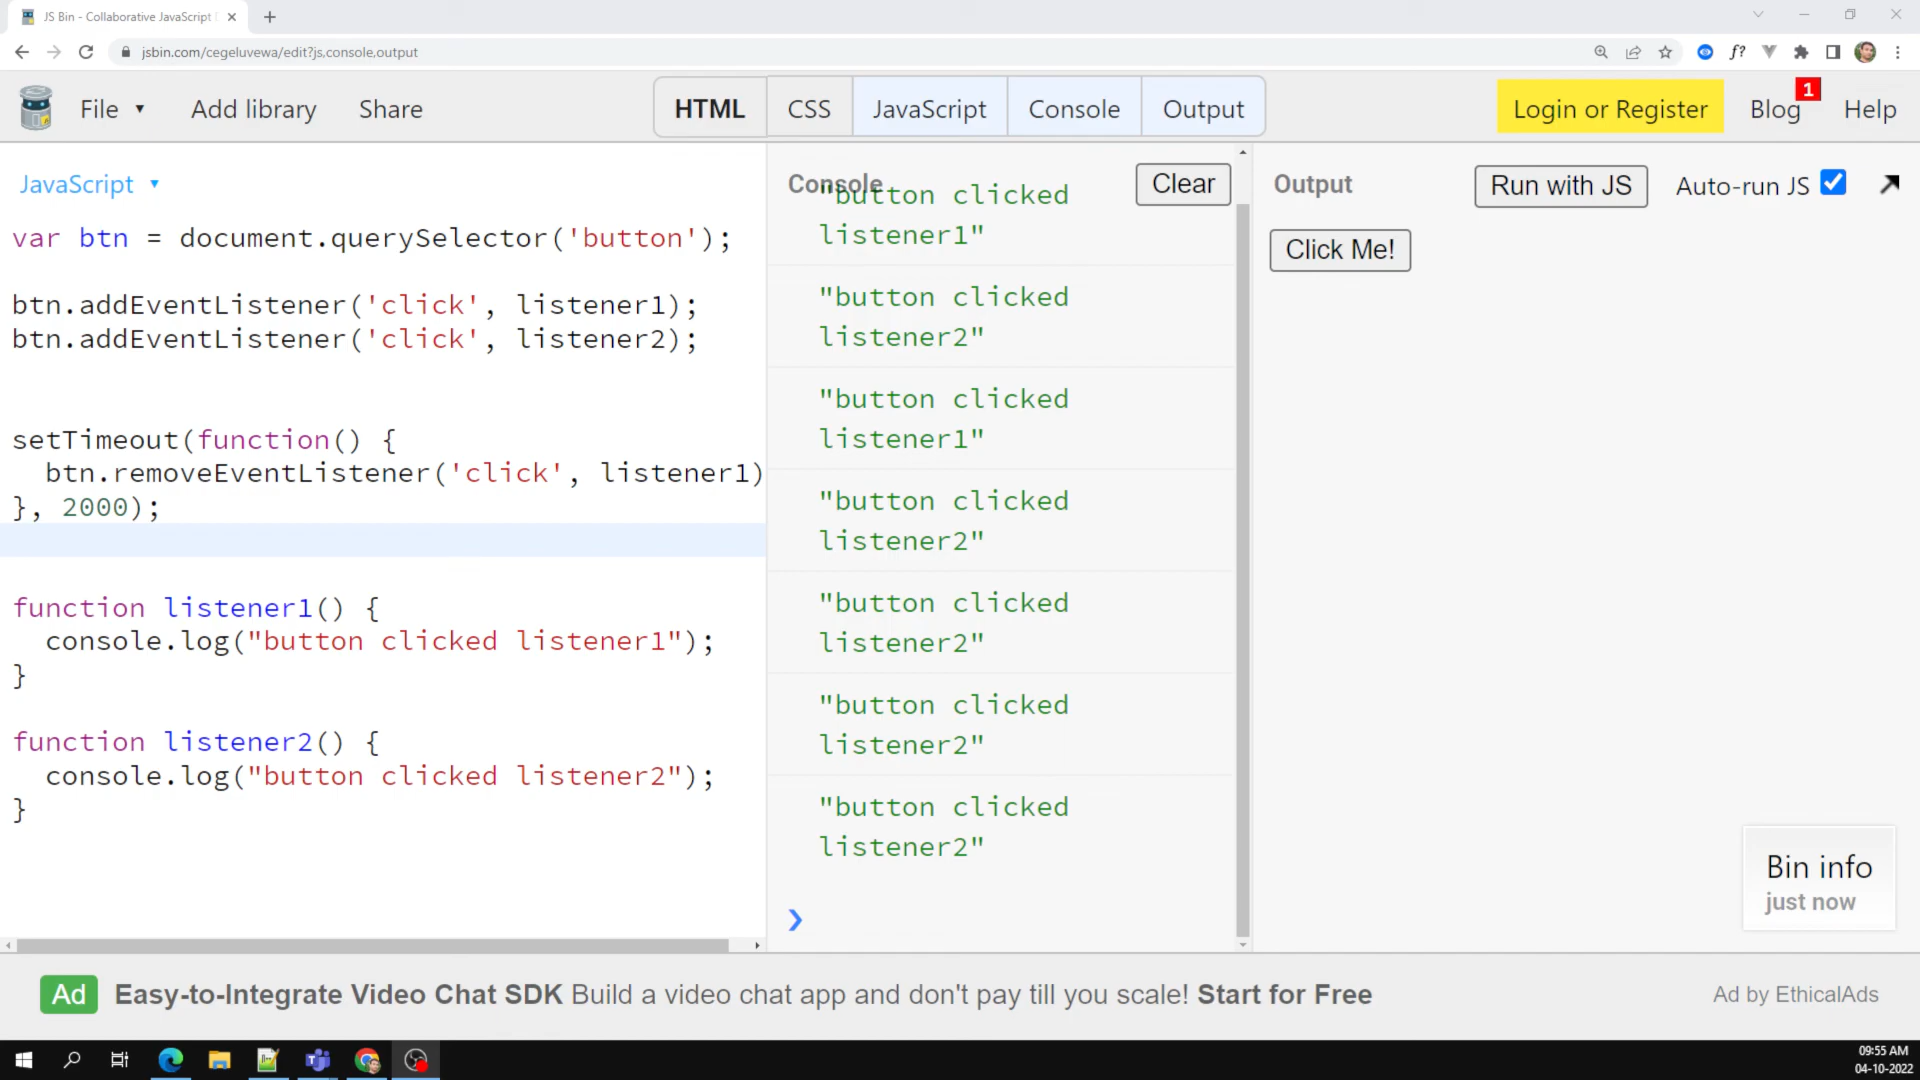 JS Bin - Collaborative JavaScript
jsbin.com/cegeluvewa/edit?js,console,output
f?
File
Add library
Share
HTML
CSS
JavaScript
Console
Output
Login or Register
Blog
1
Help
JavaScript
var btn = document.querySelector('button');
btn.addEventListener('click', listener1);
btn.addEventListener('click', listener2);
setTimeout(function() {
btn.removeEventListener('click', listener1)
}, 2000);
function listener1() {
console.log("button clicked listener1");
}
function listener2() {
console.log("button clicked listener2");
}
Console
Clear
"button clicked
listener1"
"button clicked
listener2"
"button clicked
listener1"
"button clicked
listener2"
"button clicked
listener2"
"button clicked
listener2"
"button clicked
listener2"
Output
Run with JS
Auto-run JS
Click Me!
Bin info
just now
Ad
Easy-to-Integrate Video Chat SDK Build a video chat app and don't pay till you scale! Start for Free
Ad by EthicalAds
09:55 AM
04-10-2022